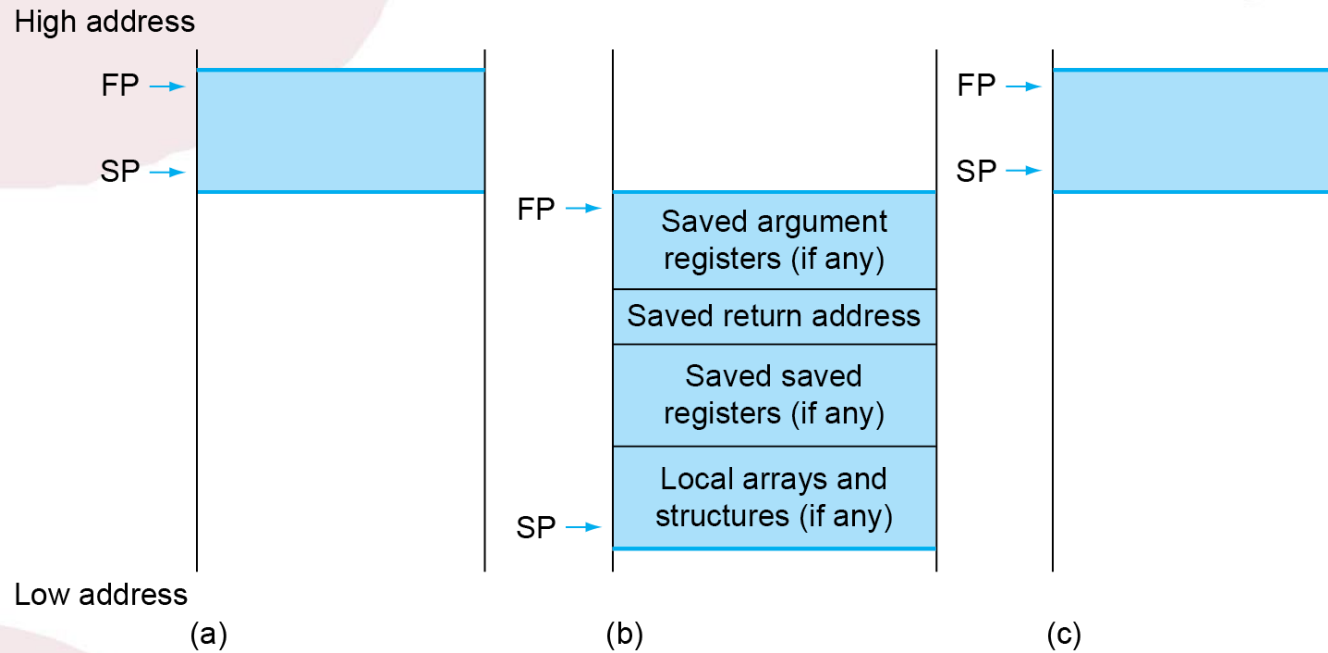 High address
FP
SP
FP
Saved argument
registers (if any)
Saved return address
Saved saved
registers (if any)
Local arrays and
structures (if any)
SP
FP
SP
Low address
(a)
(b)
(c)